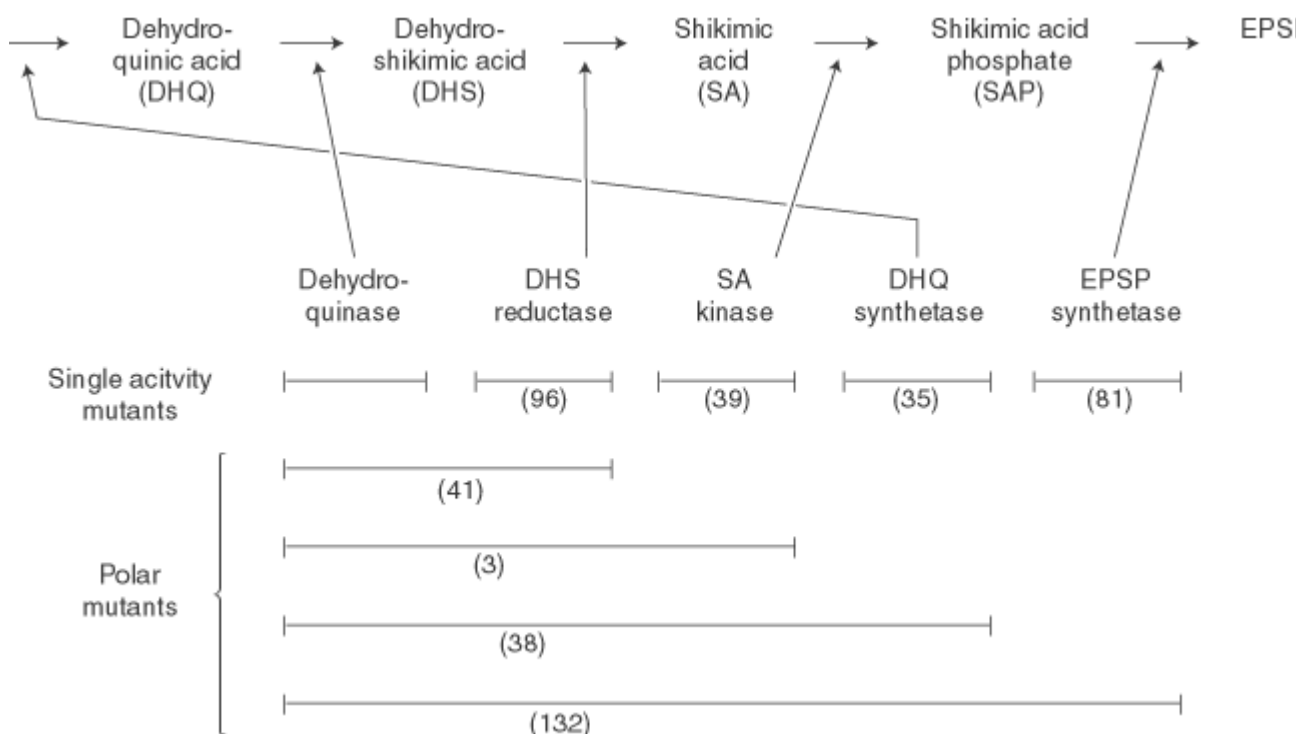 Dehydro-
quinic acid
(DHQ)
Dehydro-
shikimic acid
(DHS)
Shikimic
acid
(SA)
Shikimic acid
phosphate
(SAP)
EPS
Dehydro-
quinase
DHS
reductase
SA
kinase
DHQ
synthetase
EPSP
synthetase
Single acitvity
mutants
(96)
(39)
(35)
(81)
(41)
(3)
Polar
mutants
(38)
(132)